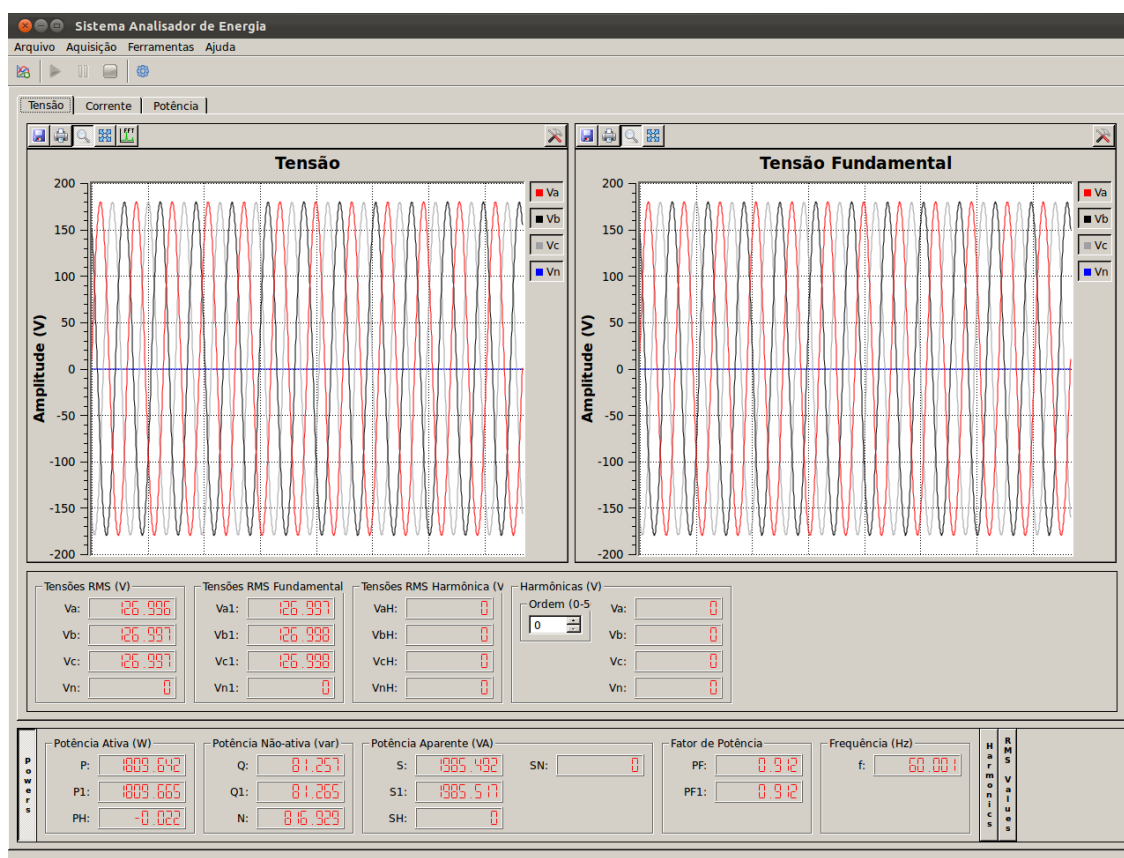 Sistema Analisador de Energia
Arquivo Aquisição Ferramentas Ajuda
Tensão Corrente Potência
FFT
Tensão
Amplitude (V)
200
150
100
50
0
-50
-100
-150
-200
Va
Vb
Vc
Vn
Tensão Fundamental
Amplitude (V)
200
150
100
50
0
-50
-100
-150
-200
Va
Vb
Vc
Vn
Tensões RMS (V)
Va: 126.996
Vb: 126.997
Vc: 126.997
Vn: 0
Tensões RMS Fundamental
Va1: 126.997
Vb1: 126.998
Vc1: 126.998
Vn1: 0
Tensões RMS Harmônica (V
VaH: 0
VbH: 0
VcH: 0
VnH: 0
Harmônicas (V)
Ordem (0-5
0
Va: 0
Vb: 0
Vc: 0
Vn: 0
Powers
Potência Ativa (W)
P: 1809.642
P1: 1809.665
PH: -0.022
Potência Não-ativa (var)
Q: 81.257
Q1: 81.265
N: 816.929
Potência Aparente (VA)
S: 1985.492
SN: 0
S1: 1985.517
SH: 0
Fator de Potência
PF: 0.912
PF1: 0.912
Frequência (Hz)
f: 60.001
Harmonics
RMS Values